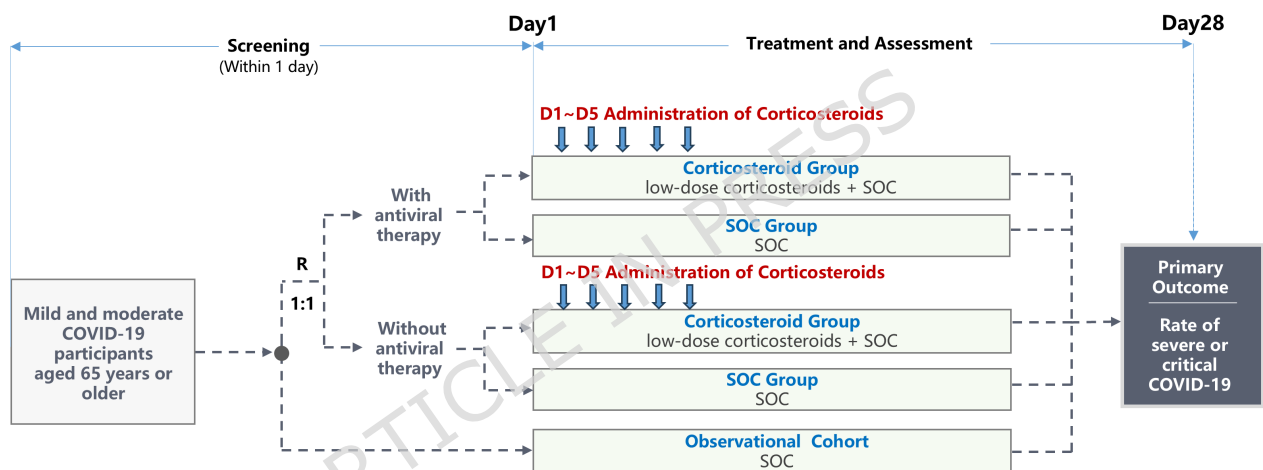 Day1
Day28
Screening
(Within 1 day)
Treatment and Assessment
D1~D5 Administration of Corticosteroids
Corticosteroid Group
low-dose corticosteroids + SOC
With
antiviral
therapy
SOC Group
SOC
D1~D5 Administration of Corticosteroids
R
1:1
Mild and moderate
COVID-19
participants
aged 65 years or
older
Without
antiviral
therapy
Corticosteroid Group
low-dose corticosteroids + SOC
SOC Group
SOC
Observational Cohort
SOC
Primary
Outcome
Rate of
severe or
critical
COVID-19
RTICLE IN PRESS